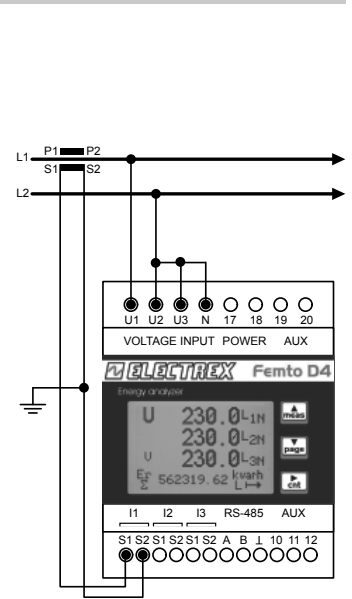 P1 P2
L1
S1 S2
L2
U1 U2 U3 N 17 18 19 20
VOLTAGE INPUT POWER AUX
ELECTREX Femto D4
Energy analyzer
U 230.0 L1N
meas
230.0 L2N
page
U 230.0 L3N
Σ 562319.62 kvarh
L
cnt
I1 I2 I3 RS-485 AUX
S1 S2 S1 S2 S1 S2 A B ⊥ 10 11 12